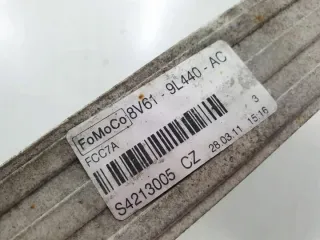 FoMoCo 8V61 - 9L440 - AC
FCC7A
3
S4213005 CZ 28.03.11 15:16